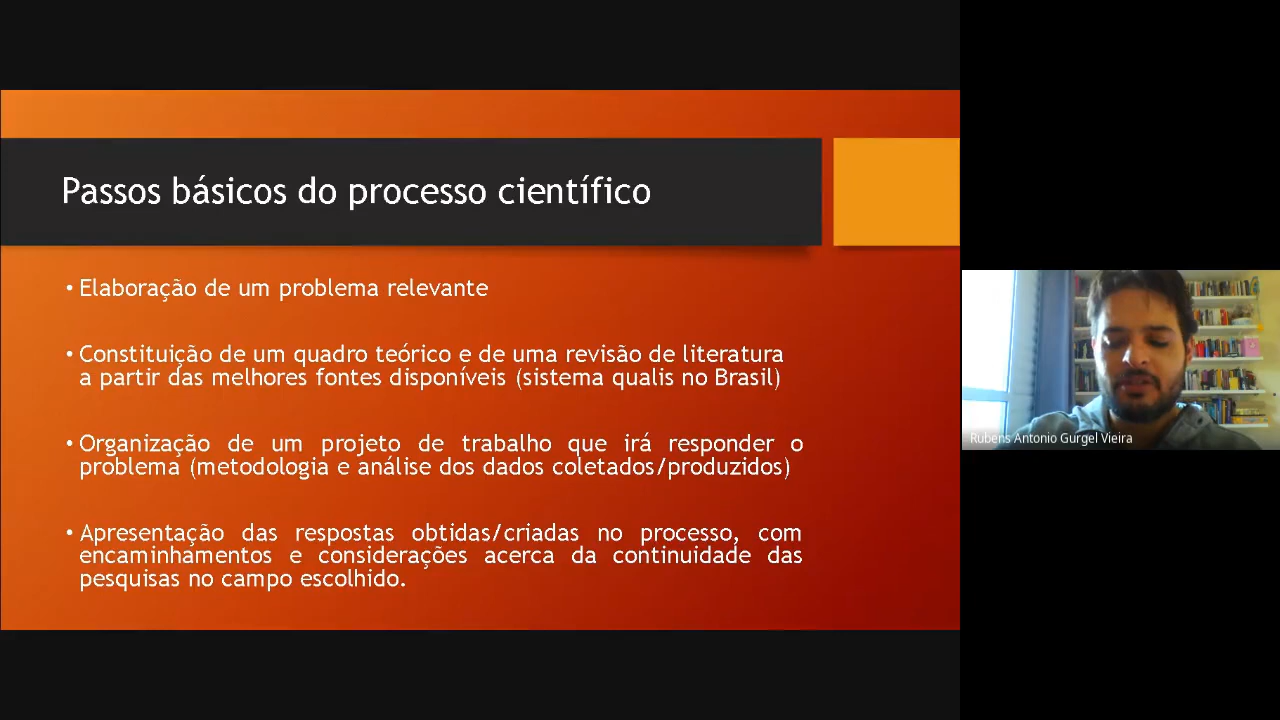 Passos básicos do processo científico
• Elaboração de um problema relevante
• Constituição de um quadro teórico e de uma revisão de literatura
a partir das melhores fontes disponíveis (sistema qualis no Brasil)
• Organização de um projeto de trabalho que irá responder o
problema (metodologia e análise dos dados coletados/produzidos)
• Apresentação das respostas obtidas/criadas no processo, com
encaminhamentos e considerações acerca da continuidade das
pesquisas no campo escolhido.
Rubens Antonio Gurgel Vieira